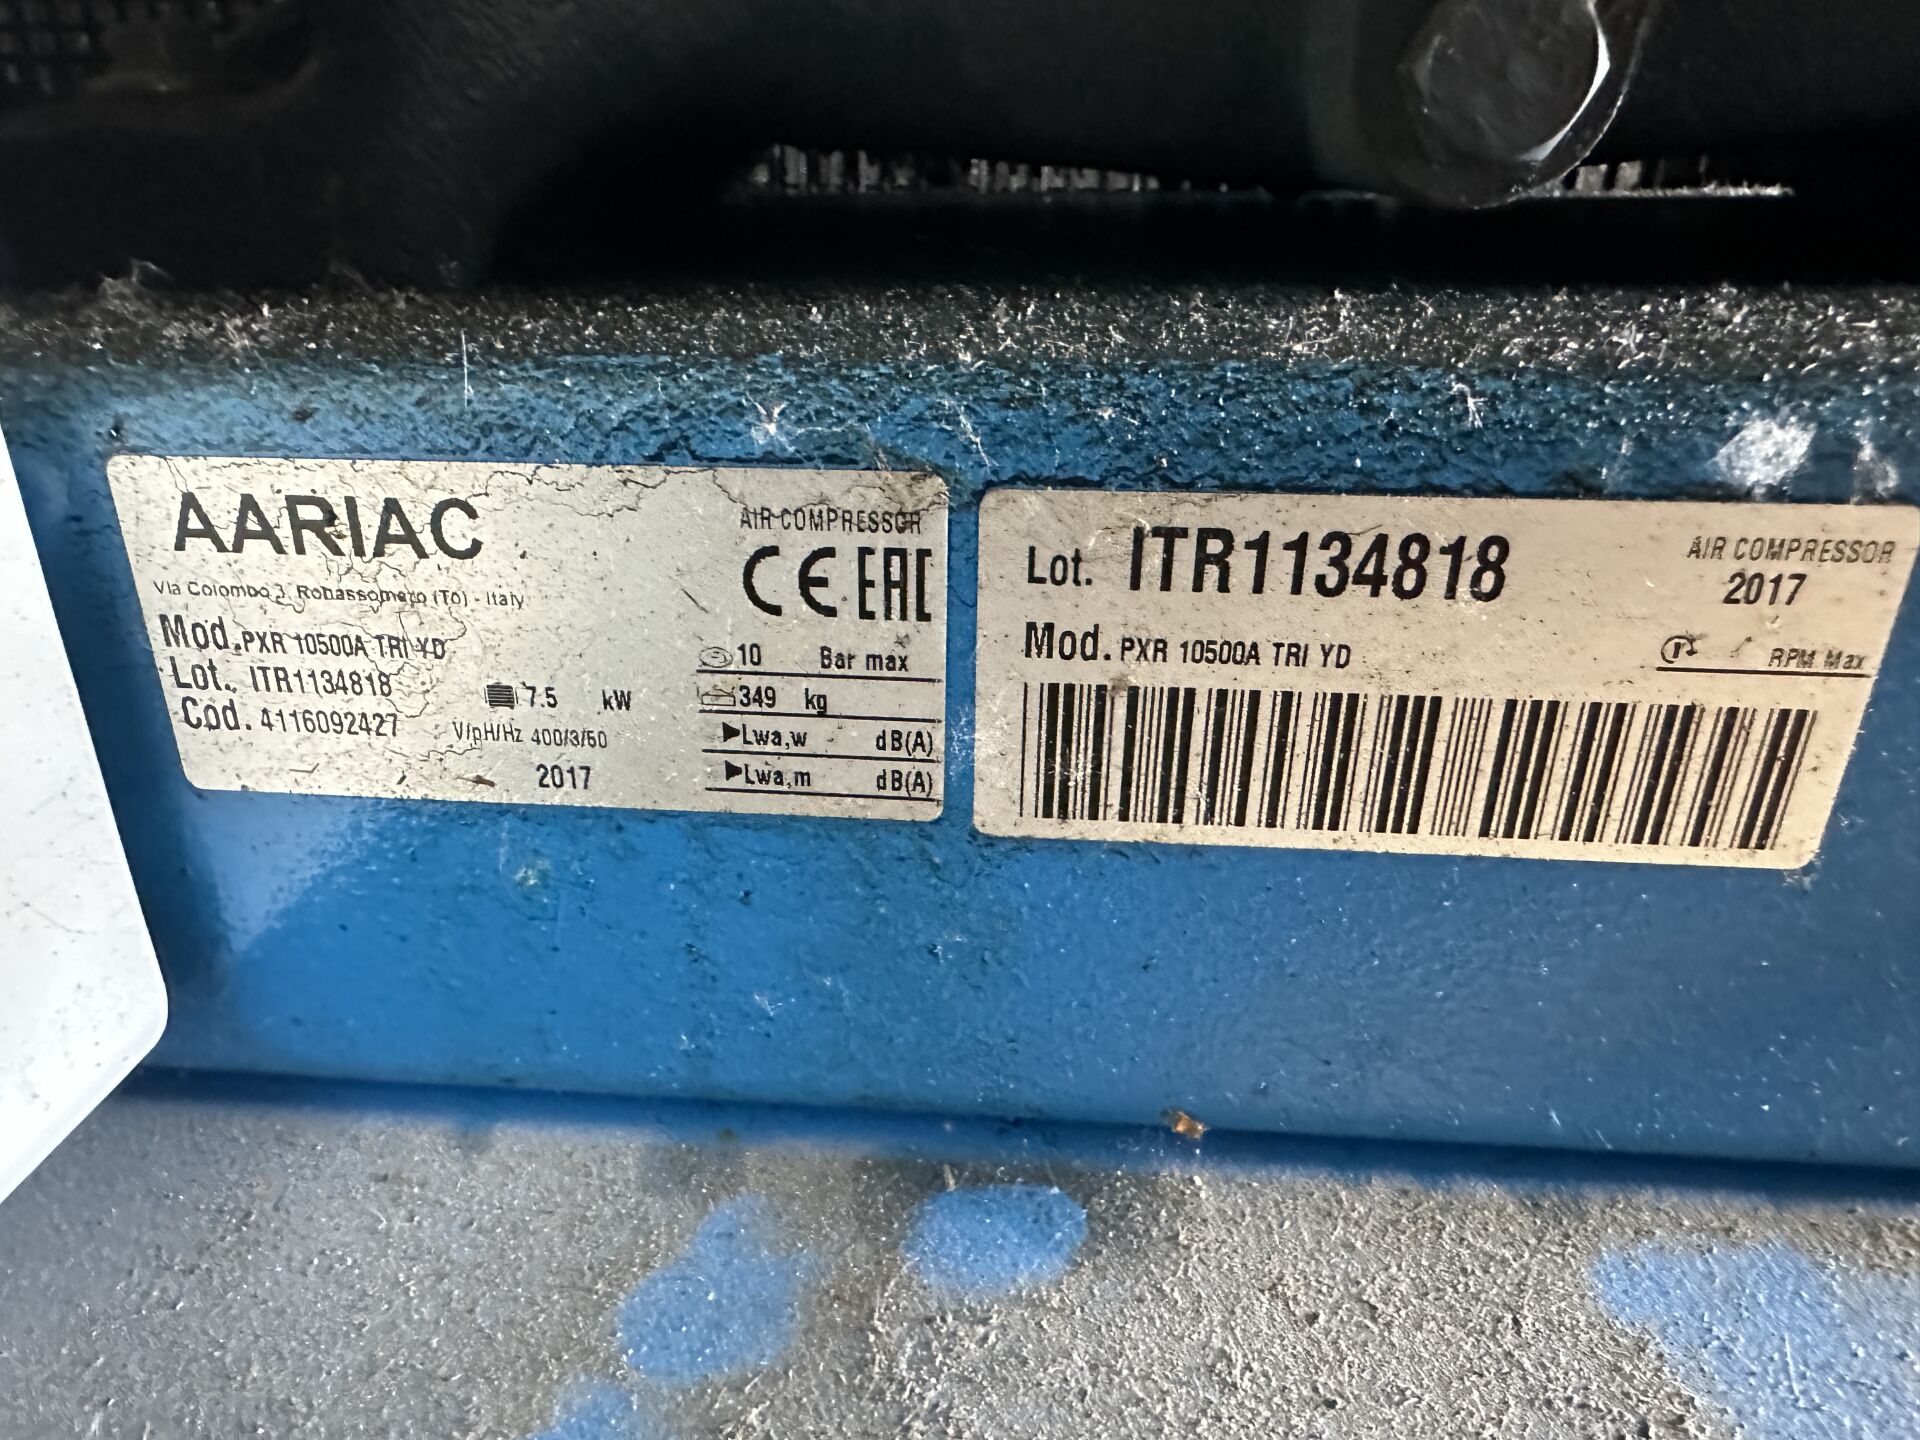 AARIAC
AIR COMPRESSOR
Via Colombo 3, Robassomero (To) - Italy
CE EAC
Mod. PXR 10500A TRI YD
Lot. ITR1134818
Cod. 4116092427
7.5 kW
V/pH/Hz 400/3/50
2017
10 Bar max
349 kg
Lwa,w dB(A)
Lwa,m dB(A)
Lot. ITR1134818
AIR COMPRESSOR
2017
Mod. PXR 10500A TRI YD
RPM Max